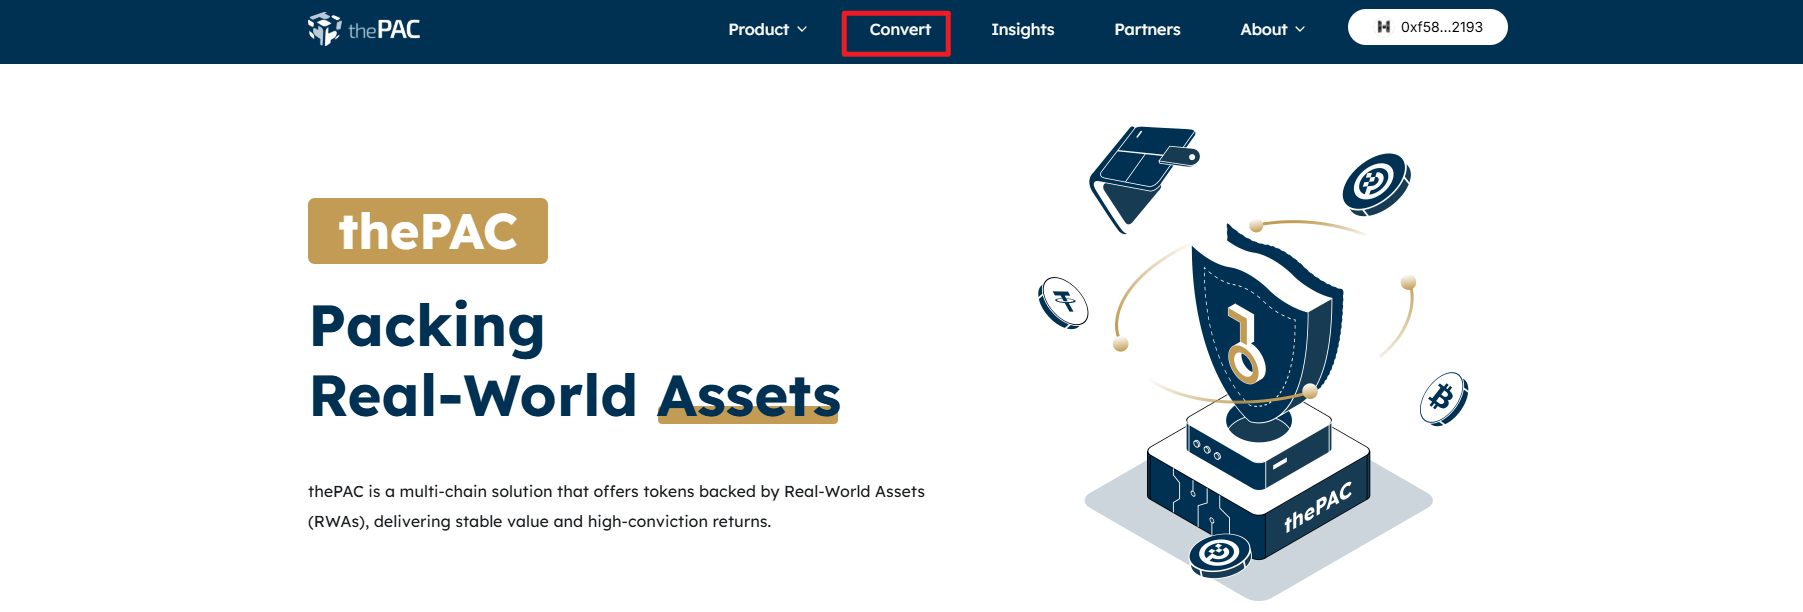 thePAC
Product
Convert
Insights
Partners
About
0xf58...2193
thePAC
Packing
Real-World Assets
thePAC is a multi-chain solution that offers tokens backed by Real-World Assets
(RWAs), delivering stable value and high-conviction returns.
thePAC